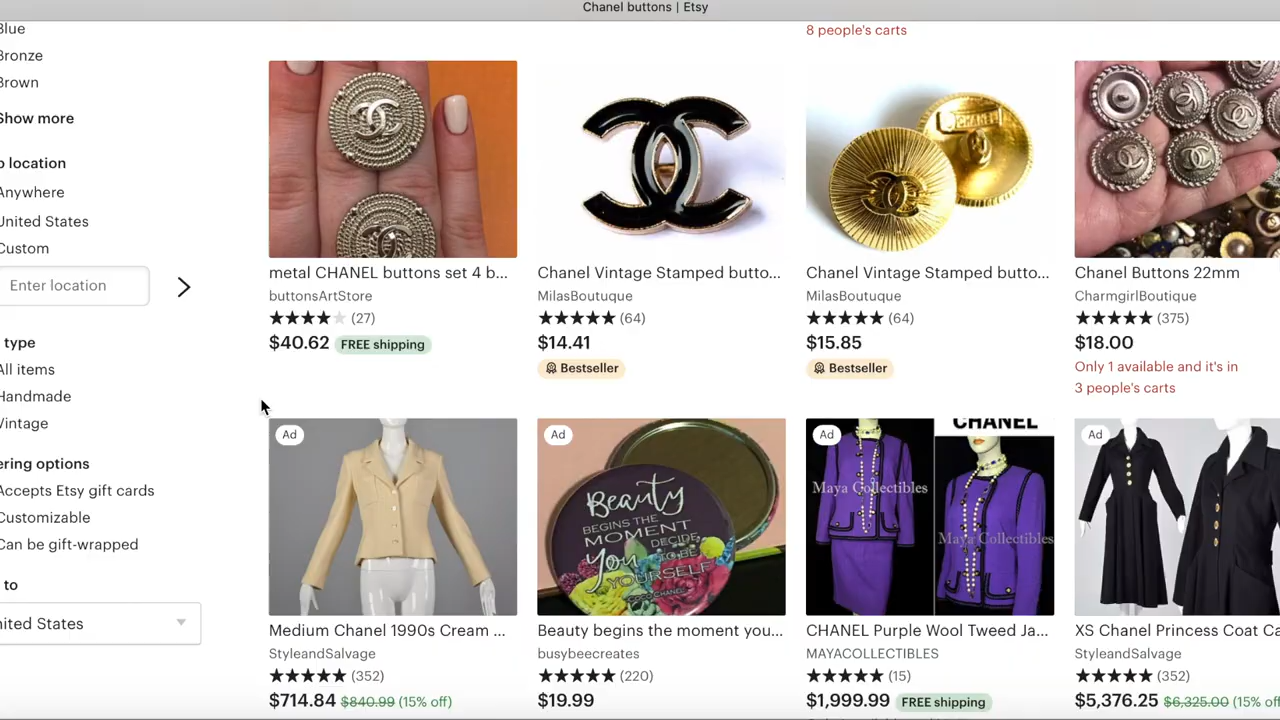 Chanel buttons | Etsy
Blue
Bronze
Brown
Show more
o location
Anywhere
United States
Custom
Enter location
type
All items
Handmade
Vintage
ering options
Accepts Etsy gift cards
Customizable
Can be gift-wrapped
to
nited States
8 people's carts
metal CHANEL buttons set 4 b...
buttonsArtStore
(27)
$40.62 FREE shipping
Chanel Vintage Stamped butto...
MilasBoutuque
(64)
$14.41
Bestseller
CHANEL
Chanel Vintage Stamped butto...
MilasBoutuque
(64)
$15.85
Bestseller
Chanel Buttons 22mm
CharmgirlBoutique
(375)
$18.00
Only 1 available and it's in
3 people's carts
Ad
Medium Chanel 1990s Cream ...
StyleandSalvage
(352)
$714.84 $840.99 (15% off)
Ad
Beauty
BEGINS THE
MOMENT
You DECIDE
TO BE
YOURSELF
COCO CHANEL
Beauty begins the moment you...
busybeecreates
(220)
$19.99
Ad
CHANEL
Maya Collectibles
Maya Collectibles
CHANEL Purple Wool Tweed Ja...
MAYACOLLECTIBLES
(15)
$1,999.99 FREE shipping
Ad
XS Chanel Princess Coat Ca
StyleandSalvage
(352)
$5,376.25 $6,325.00 (15% off